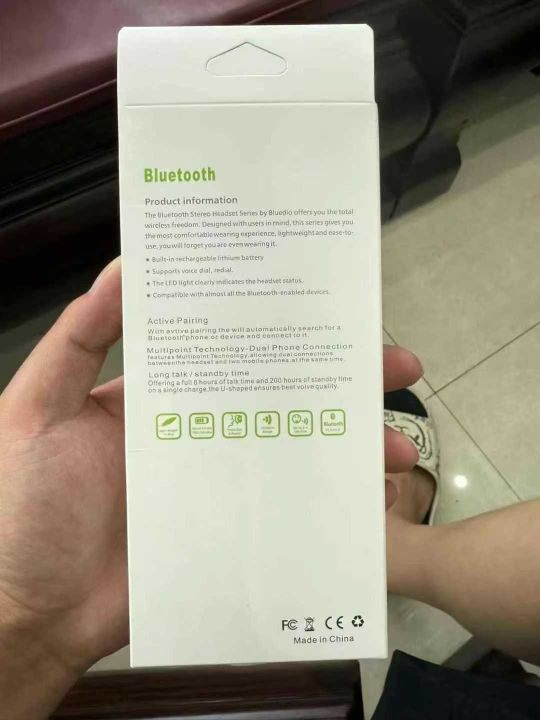 Bluetooth
Product information
The Bluetooth Stereo Headset Series by Bluedio offers you the total
wireless freedom. Designed with users in mind, this series gives you
the most comfortable wearing experience, lightweight and ease-to-
use, you will forget you are even wearing it.
• Built-in rechargeable lithium battery
• Supports voice dial, redial.
• The LED light clearly indicates the headset status.
• Compatible with almost all the Bluetooth-enabled devices.
Active Pairing
With avtive pairing the will automatically search for a
Bluetooth phone or device and connect to it.
Multipoint Technology-Dual Phone Connection
features Multipoint Technology, allowing dual connections
between the headset and two mobile phones at the same time.
Long talk / standby time
Offering a full 8 hours of talk time and 200 hours of standby time
on a single charge, the U-shaped ensures best voive quality.
Bluetooth
FC CE
Made in China